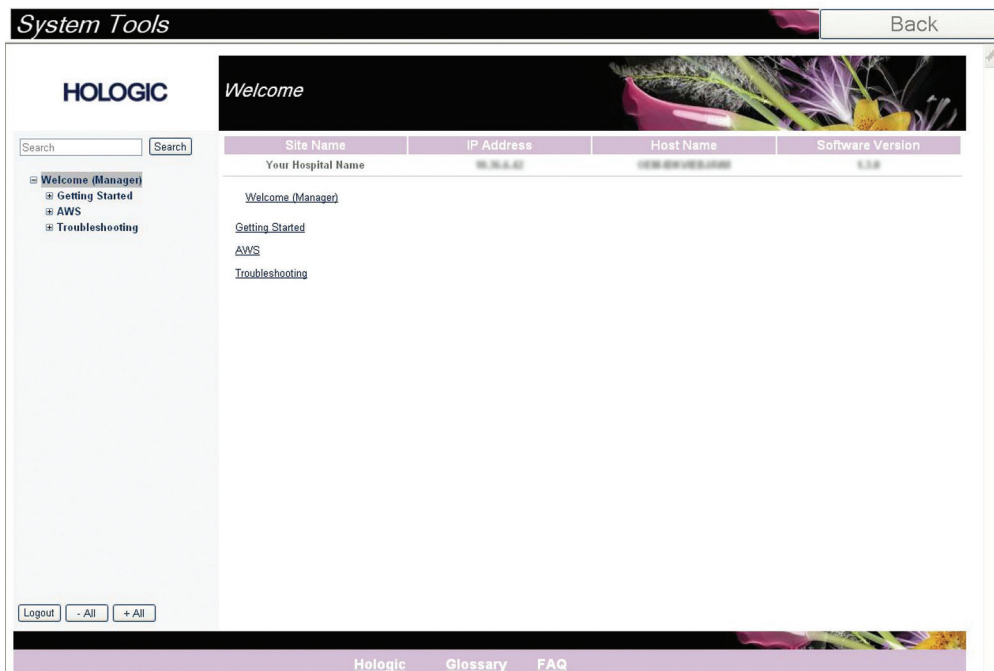 System Tools Back
HOLOGIC
Welcome
Search Search
Welcome (Manager)
Getting Started
AWS
Troubleshooting
Site Name IP Address Host Name Software Version
Your Hospital Name
Welcome (Manager)
Getting Started
AWS
Troubleshooting
Logout - All + All
Hologic Glossary FAQ